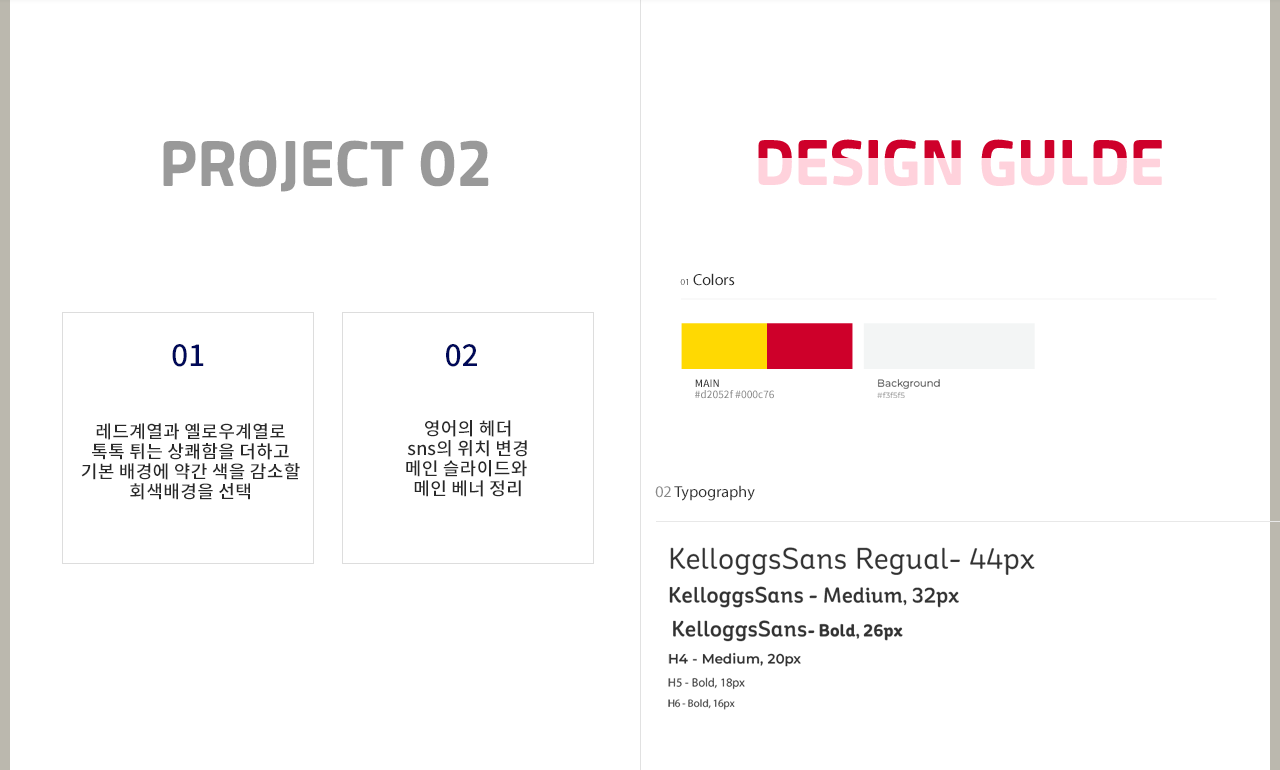 PROJECT 02
01
레드계열과 옐로우계열로
톡톡 튀는 상쾌함을 더하고
기본 배경에 약간 색을 감소할
회색배경을 선택
02
영어의 헤더
sns의 위치 변경
메인 슬라이드와
메인 베너 정리
DESIGN GULDE
01 Colors
MAIN
#d2052f #000c76
Background
#f3f5f5
02 Typography
KelloggsSans Regual- 44px
KelloggsSans - Medium, 32px
KelloggsSans- Bold, 26px
H4 - Medium, 20px
H5 - Bold, 18px
H6 - Bold, 16px